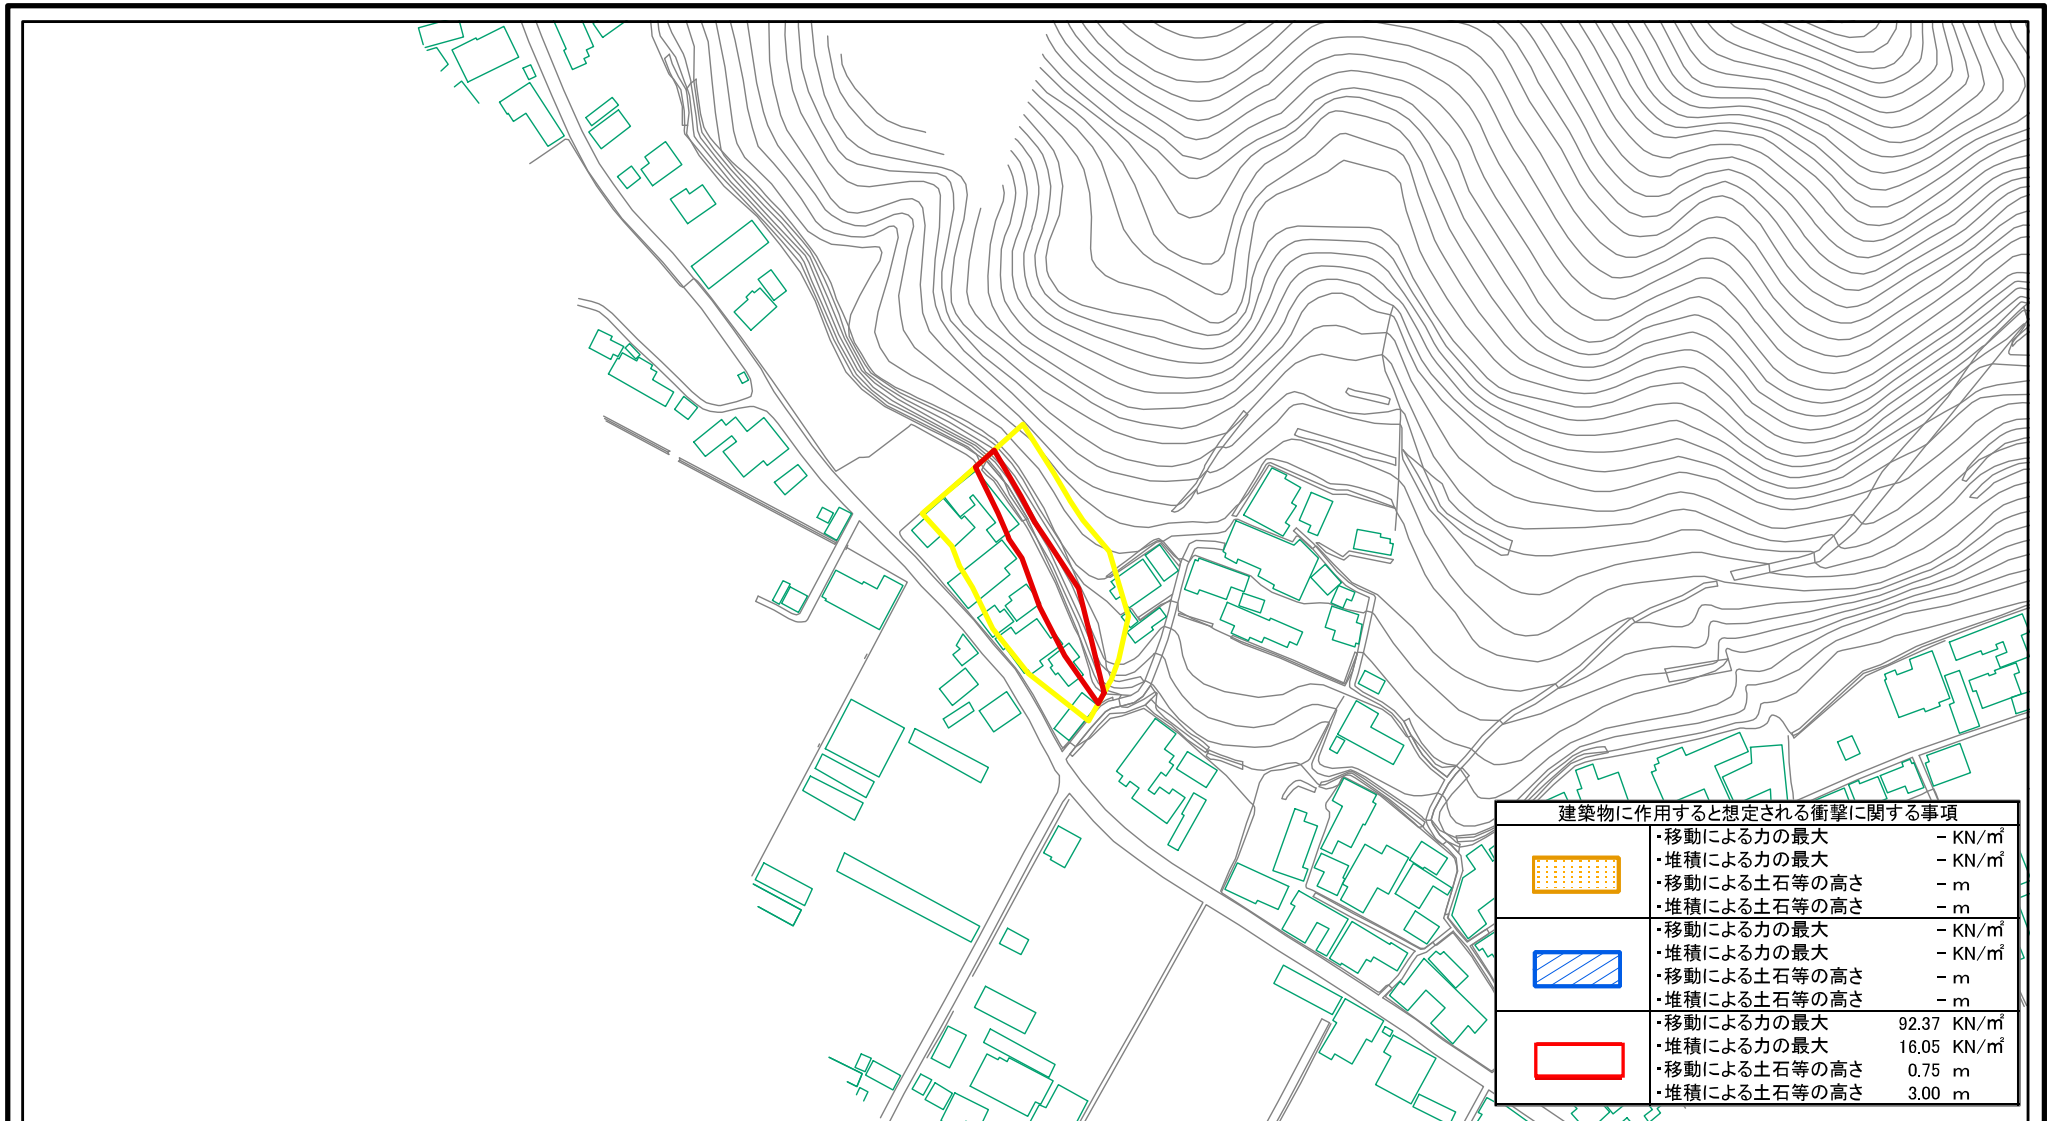 建築物に作用すると想定される衝撃に関する事項
・移動による力の最大 － KN/㎡
・堆積による力の最大 － KN/㎡
・移動による土石等の高さ － m
・堆積による土石等の高さ － m
・移動による力の最大 － KN/㎡
・堆積による力の最大 － KN/㎡
・移動による土石等の高さ － m
・堆積による土石等の高さ － m
・移動による力の最大 92.37 KN/㎡
・堆積による力の最大 16.05 KN/㎡
・移動による土石等の高さ 0.75 m
・堆積による土石等の高さ 3.00 m